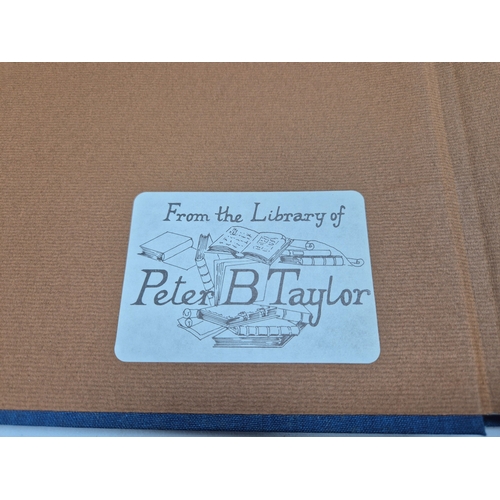 From the Library of
Peter B Taylor